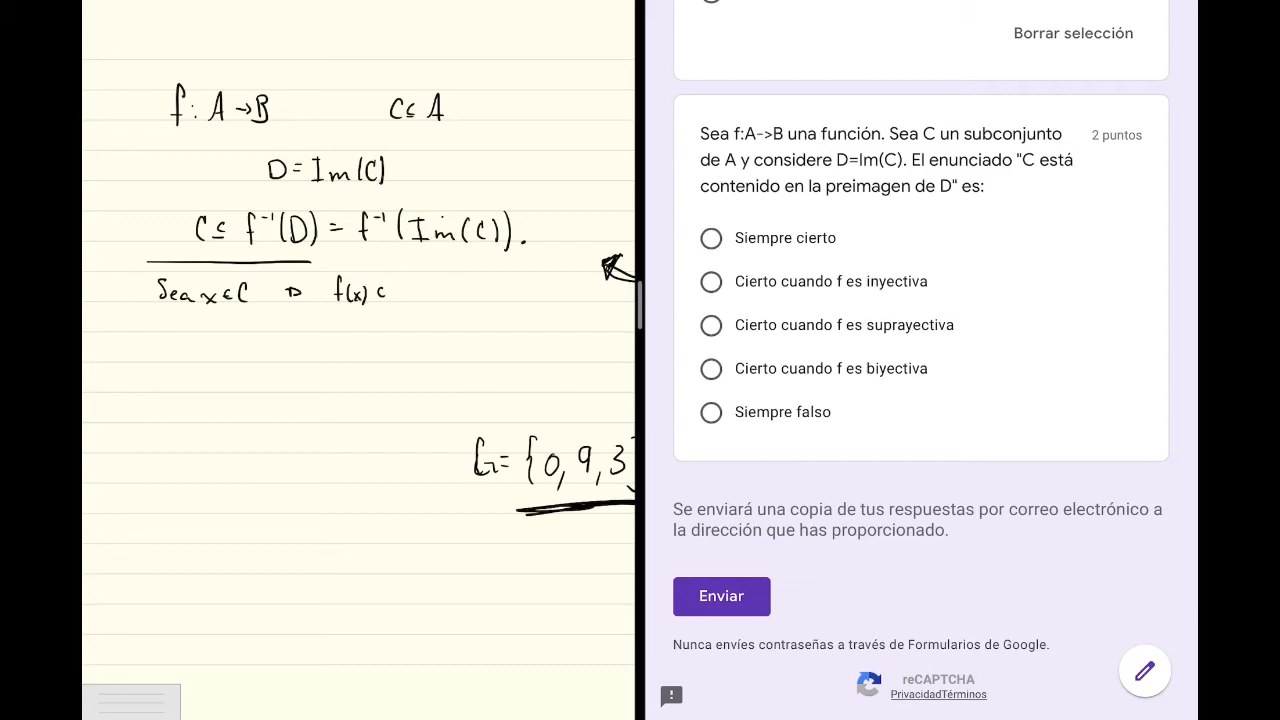 f: A → B C ⊆ A
D = Im(C)
C ⊆ f⁻¹(D) = f⁻¹(Im(C)).
Sea x ∈ C ⇒ f(x) c
G = {0, 9, 3}
Borrar selección
Sea f:A->B una función. Sea C un subconjunto
2 puntos
de A y considere D=Im(C). El enunciado "C está
contenido en la preimagen de D" es:
Siempre cierto
Cierto cuando f es inyectiva
Cierto cuando f es suprayectiva
Cierto cuando f es biyectiva
Siempre falso
Se enviará una copia de tus respuestas por correo electrónico a
la dirección que has proporcionado.
Enviar
Nunca envíes contraseñas a través de Formularios de Google.
reCAPTCHA
PrivacidadTérminos